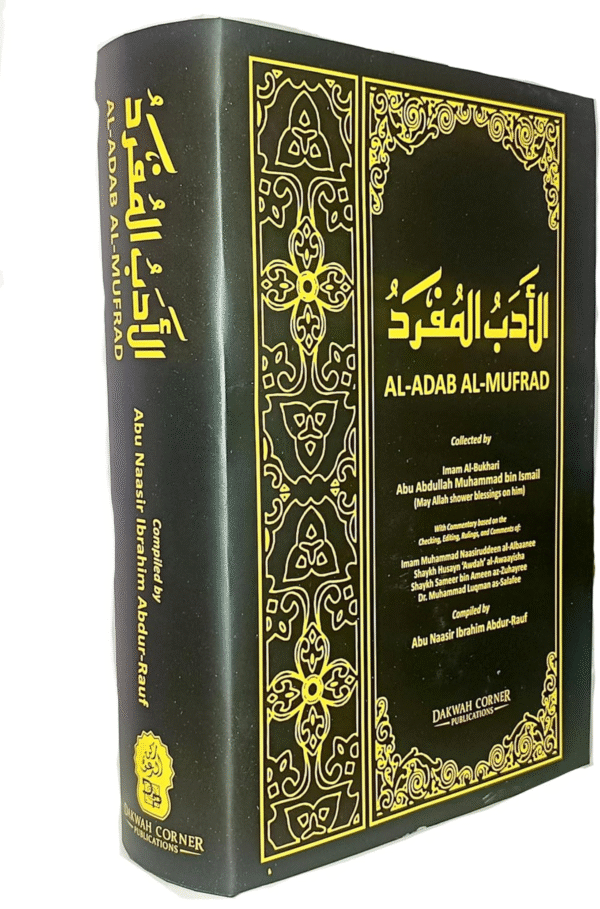 الأَدَبُ المُفْرَدُ
AL-ADAB AL-MUFRAD
Compiled by
Abu Naasir Ibrahim Abdur-Rauf
DAKWAH CORNER
PUBLICATIONS
الأَدَبُ المُفْرَدُ
AL-ADAB AL-MUFRAD
Collected by
Imam Al-Bukhari
Abu Abdullah Muhammad bin Ismail
(May Allah shower blessings on him)
With Commentary based on the
Checking, Editing, Rulings, and Comments of:
Imam Muhammad Naasiruddeen al-Albaanee
Shaykh Husayn 'Awdah' al-Awaayisha
Shaykh Sameer bin Ameen az-Zuhayree
Dr. Muhammad Luqman as-Salafee
Compiled by
Abu Naasir Ibrahim Abdur-Rauf
DAKWAH CORNER
PUBLICATIONS